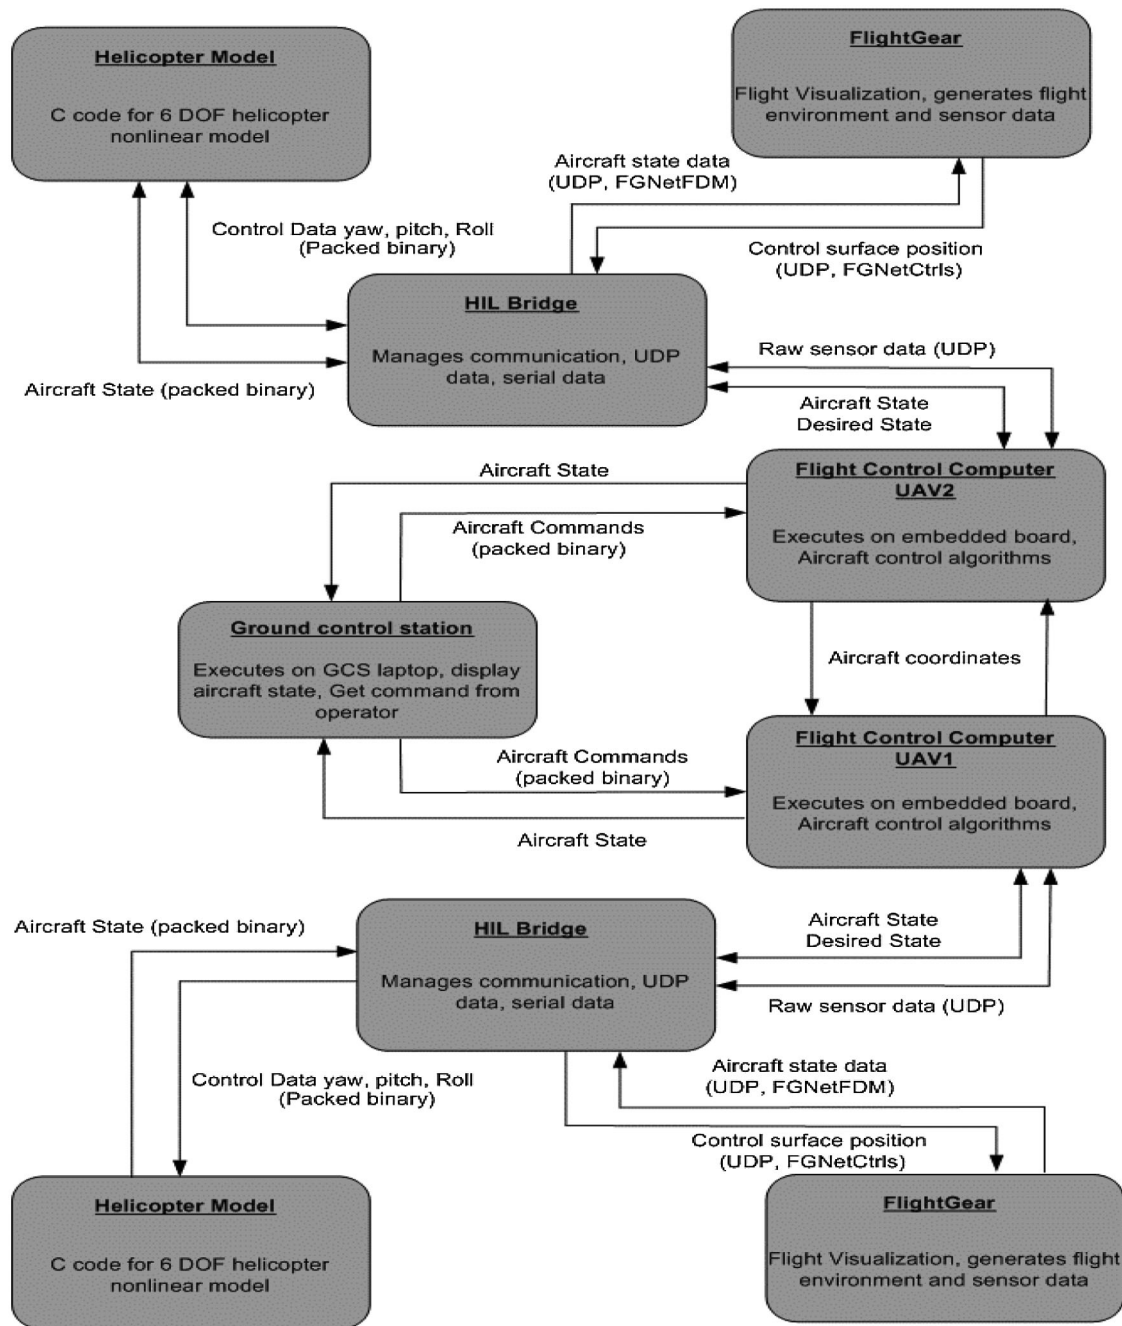 Helicopter Model
C code for 6 DOF helicopter
nonlinear model
FlightGear
Flight Visualization, generates flight
environment and sensor data
Aircraft state data
(UDP, FGNetFDM)
Control Data yaw, pitch, Roll
(Packed binary)
Control surface position
(UDP, FGNetCtrls)
HIL Bridge
Manages communication, UDP
data, serial data
Raw sensor data (UDP)
Aircraft State (packed binary)
Aircraft State
Desired State
Aircraft State
Flight Control Computer
UAV2
Executes on embedded board,
Aircraft control algorithms
Aircraft Commands
(packed binary)
Ground control station
Executes on GCS laptop, display
aircraft state, Get command from
operator
Aircraft coordinates
Flight Control Computer
UAV1
Executes on embedded board,
Aircraft control algorithms
Aircraft Commands
(packed binary)
Aircraft State
Aircraft State (packed binary)
HIL Bridge
Manages communication, UDP
data, serial data
Aircraft State
Desired State
Raw sensor data (UDP)
Control Data yaw, pitch, Roll
(Packed binary)
Aircraft state data
(UDP, FGNetFDM)
Control surface position
(UDP, FGNetCtrls)
Helicopter Model
C code for 6 DOF helicopter
nonlinear model
FlightGear
Flight Visualization, generates flight
environment and sensor data